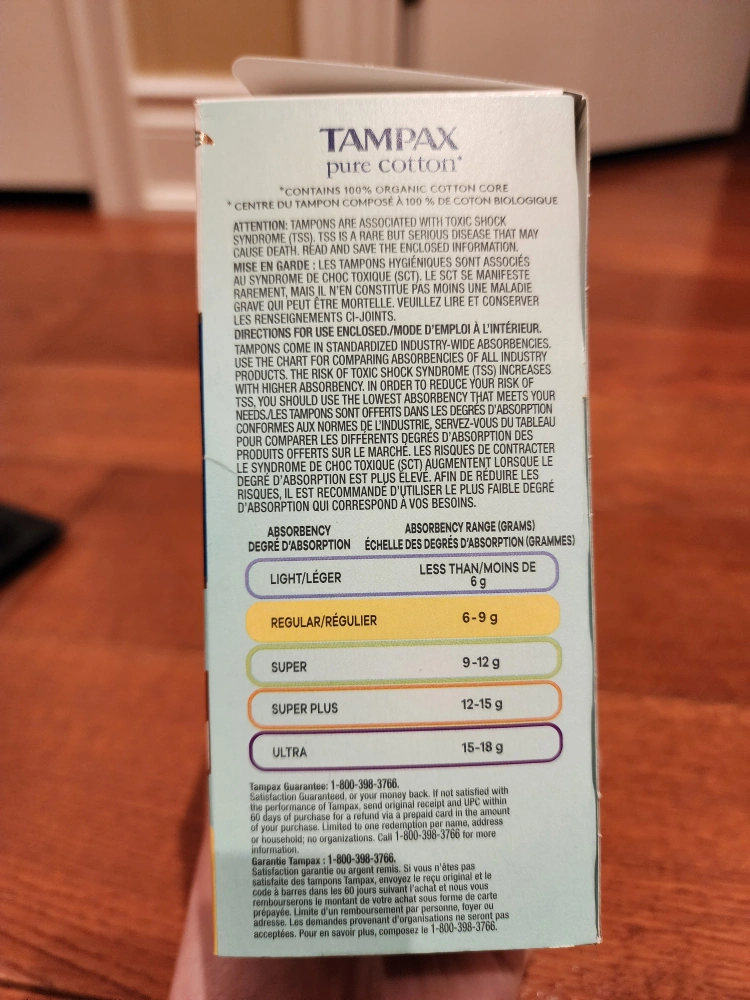 TAMPAX
pure cotton*
*CONTAINS 100% ORGANIC COTTON CORE
* CENTRE DU TAMPON COMPOSÉ À 100 % DE COTON BIOLOGIQUE
ATTENTION: TAMPONS ARE ASSOCIATED WITH TOXIC SHOCK
SYNDROME (TSS). TSS IS A RARE BUT SERIOUS DISEASE THAT MAY
CAUSE DEATH. READ AND SAVE THE ENCLOSED INFORMATION.
MISE EN GARDE : LES TAMPONS HYGIÉNIQUES SONT ASSOCIÉS
AU SYNDROME DE CHOC TOXIQUE (SCT). LE SCT SE MANIFESTE
RAREMENT, MAIS IL N'EN CONSTITUE PAS MOINS UNE MALADIE
GRAVE QUI PEUT ÊTRE MORTELLE. VEUILLEZ LIRE ET CONSERVER
LES RENSEIGNEMENTS CI-JOINTS.
DIRECTIONS FOR USE ENCLOSED./MODE D'EMPLOI À L'INTÉRIEUR.
TAMPONS COME IN STANDARDIZED INDUSTRY-WIDE ABSORBENCIES.
USE THE CHART FOR COMPARING ABSORBENCIES OF ALL INDUSTRY
PRODUCTS. THE RISK OF TOXIC SHOCK SYNDROME (TSS) INCREASES
WITH HIGHER ABSORBENCY. IN ORDER TO REDUCE YOUR RISK OF
TSS, YOU SHOULD USE THE LOWEST ABSORBENCY THAT MEETS YOUR
NEEDS./LES TAMPONS SONT OFFERTS DANS LES DEGRÉS D'ABSORPTION
CONFORMES AUX NORMES DE L'INDUSTRIE, SERVEZ-VOUS DU TABLEAU
POUR COMPARER LES DIFFÉRENTS DEGRÉS D'ABSORPTION DES
PRODUITS OFFERTS SUR LE MARCHÉ. LES RISQUES DE CONTRACTER
LE SYNDROME DE CHOC TOXIQUE (SCT) AUGMENTENT LORSQUE LE
DEGRÉ D'ABSORPTION EST PLUS ÉLEVÉ. AFIN DE RÉDUIRE LES
RISQUES, IL EST RECOMMANDÉ D'UTILISER LE PLUS FAIBLE DEGRÉ
D'ABSORPTION QUI CORRESPOND À VOS BESOINS.
ABSORBENCY ABSORBENCY RANGE (GRAMS)
DEGRÉ D'ABSORPTION ÉCHELLE DES DEGRÉS D'ABSORPTION (GRAMMES)
LIGHT/LÉGER LESS THAN/MOINS DE
6 g
REGULAR/RÉGULIER 6-9 g
SUPER 9-12 g
SUPER PLUS 12-15 g
ULTRA 15-18 g
Tampax Guarantee: 1-800-398-3766.
Satisfaction Guaranteed, or your money back. If not satisfied with
the performance of Tampax, send original receipt and UPC within
60 days of purchase for a refund via a prepaid card in the amount
of your purchase. Limited to one redemption per name, address
or household; no organizations. Call 1-800-398-3766 for more
information.
Garantie Tampax : 1-800-398-3766.
Satisfaction garantie ou argent remis. Si vous n'êtes pas
satisfaite des tampons Tampax, envoyez le reçu original et le
code à barres dans les 60 jours suivant l'achat et nous vous
rembourserons le montant de votre achat sous forme de carte
prépayée. Limite d'un remboursement par personne, foyer ou
adresse. Les demandes provenant d'organisations ne seront pas
acceptées. Pour en savoir plus, composez le 1-800-398-3766.